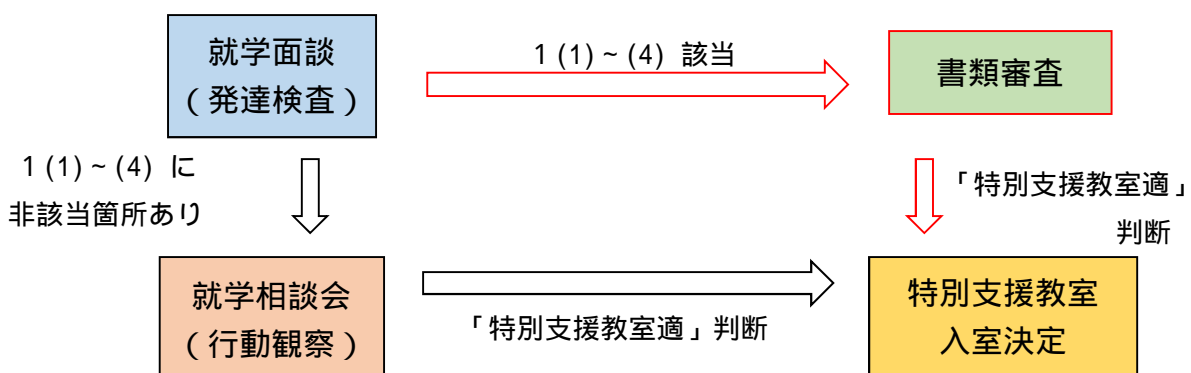 就学面談
(発達検査)
1 (1) ~ (4) 該当
書類審査
1 (1) ~ (4) に
非該当箇所あり
「特別支援教室適」
判断
就学相談会
(行動観察)
「特別支援教室適」判断
特別支援教室
入室決定